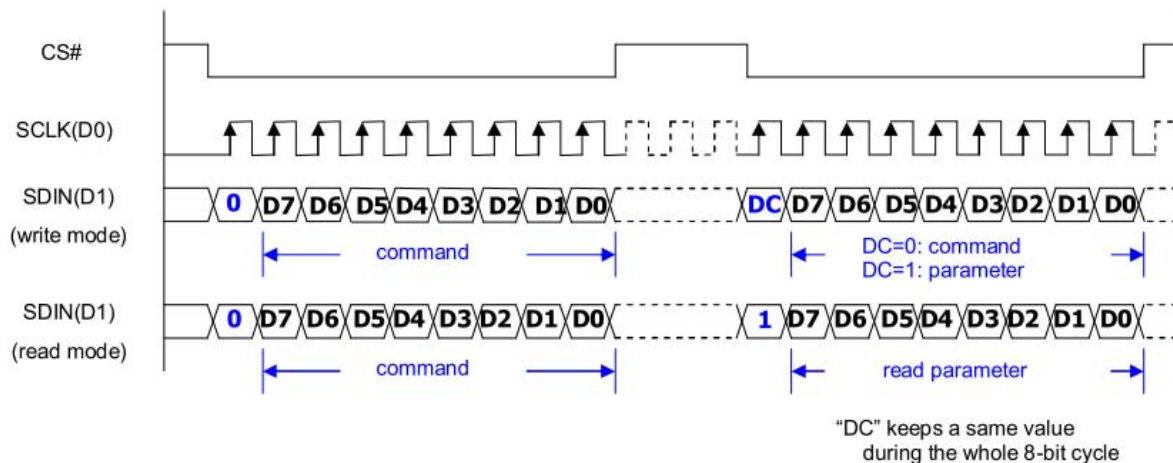 CS#
SCLK(D0)
SDIN(D1)
(write mode)
0 D7 D6 D5 D4 D3 D2 D1 D0 DC D7 D6 D5 D4 D3 D2 D1 D0
command
DC=0: command
DC=1: parameter
SDIN(D1)
(read mode)
0 D7 D6 D5 D4 D3 D2 D1 D0 1 D7 D6 D5 D4 D3 D2 D1 D0
command
read parameter
“DC” keeps a same value
during the whole 8-bit cycle